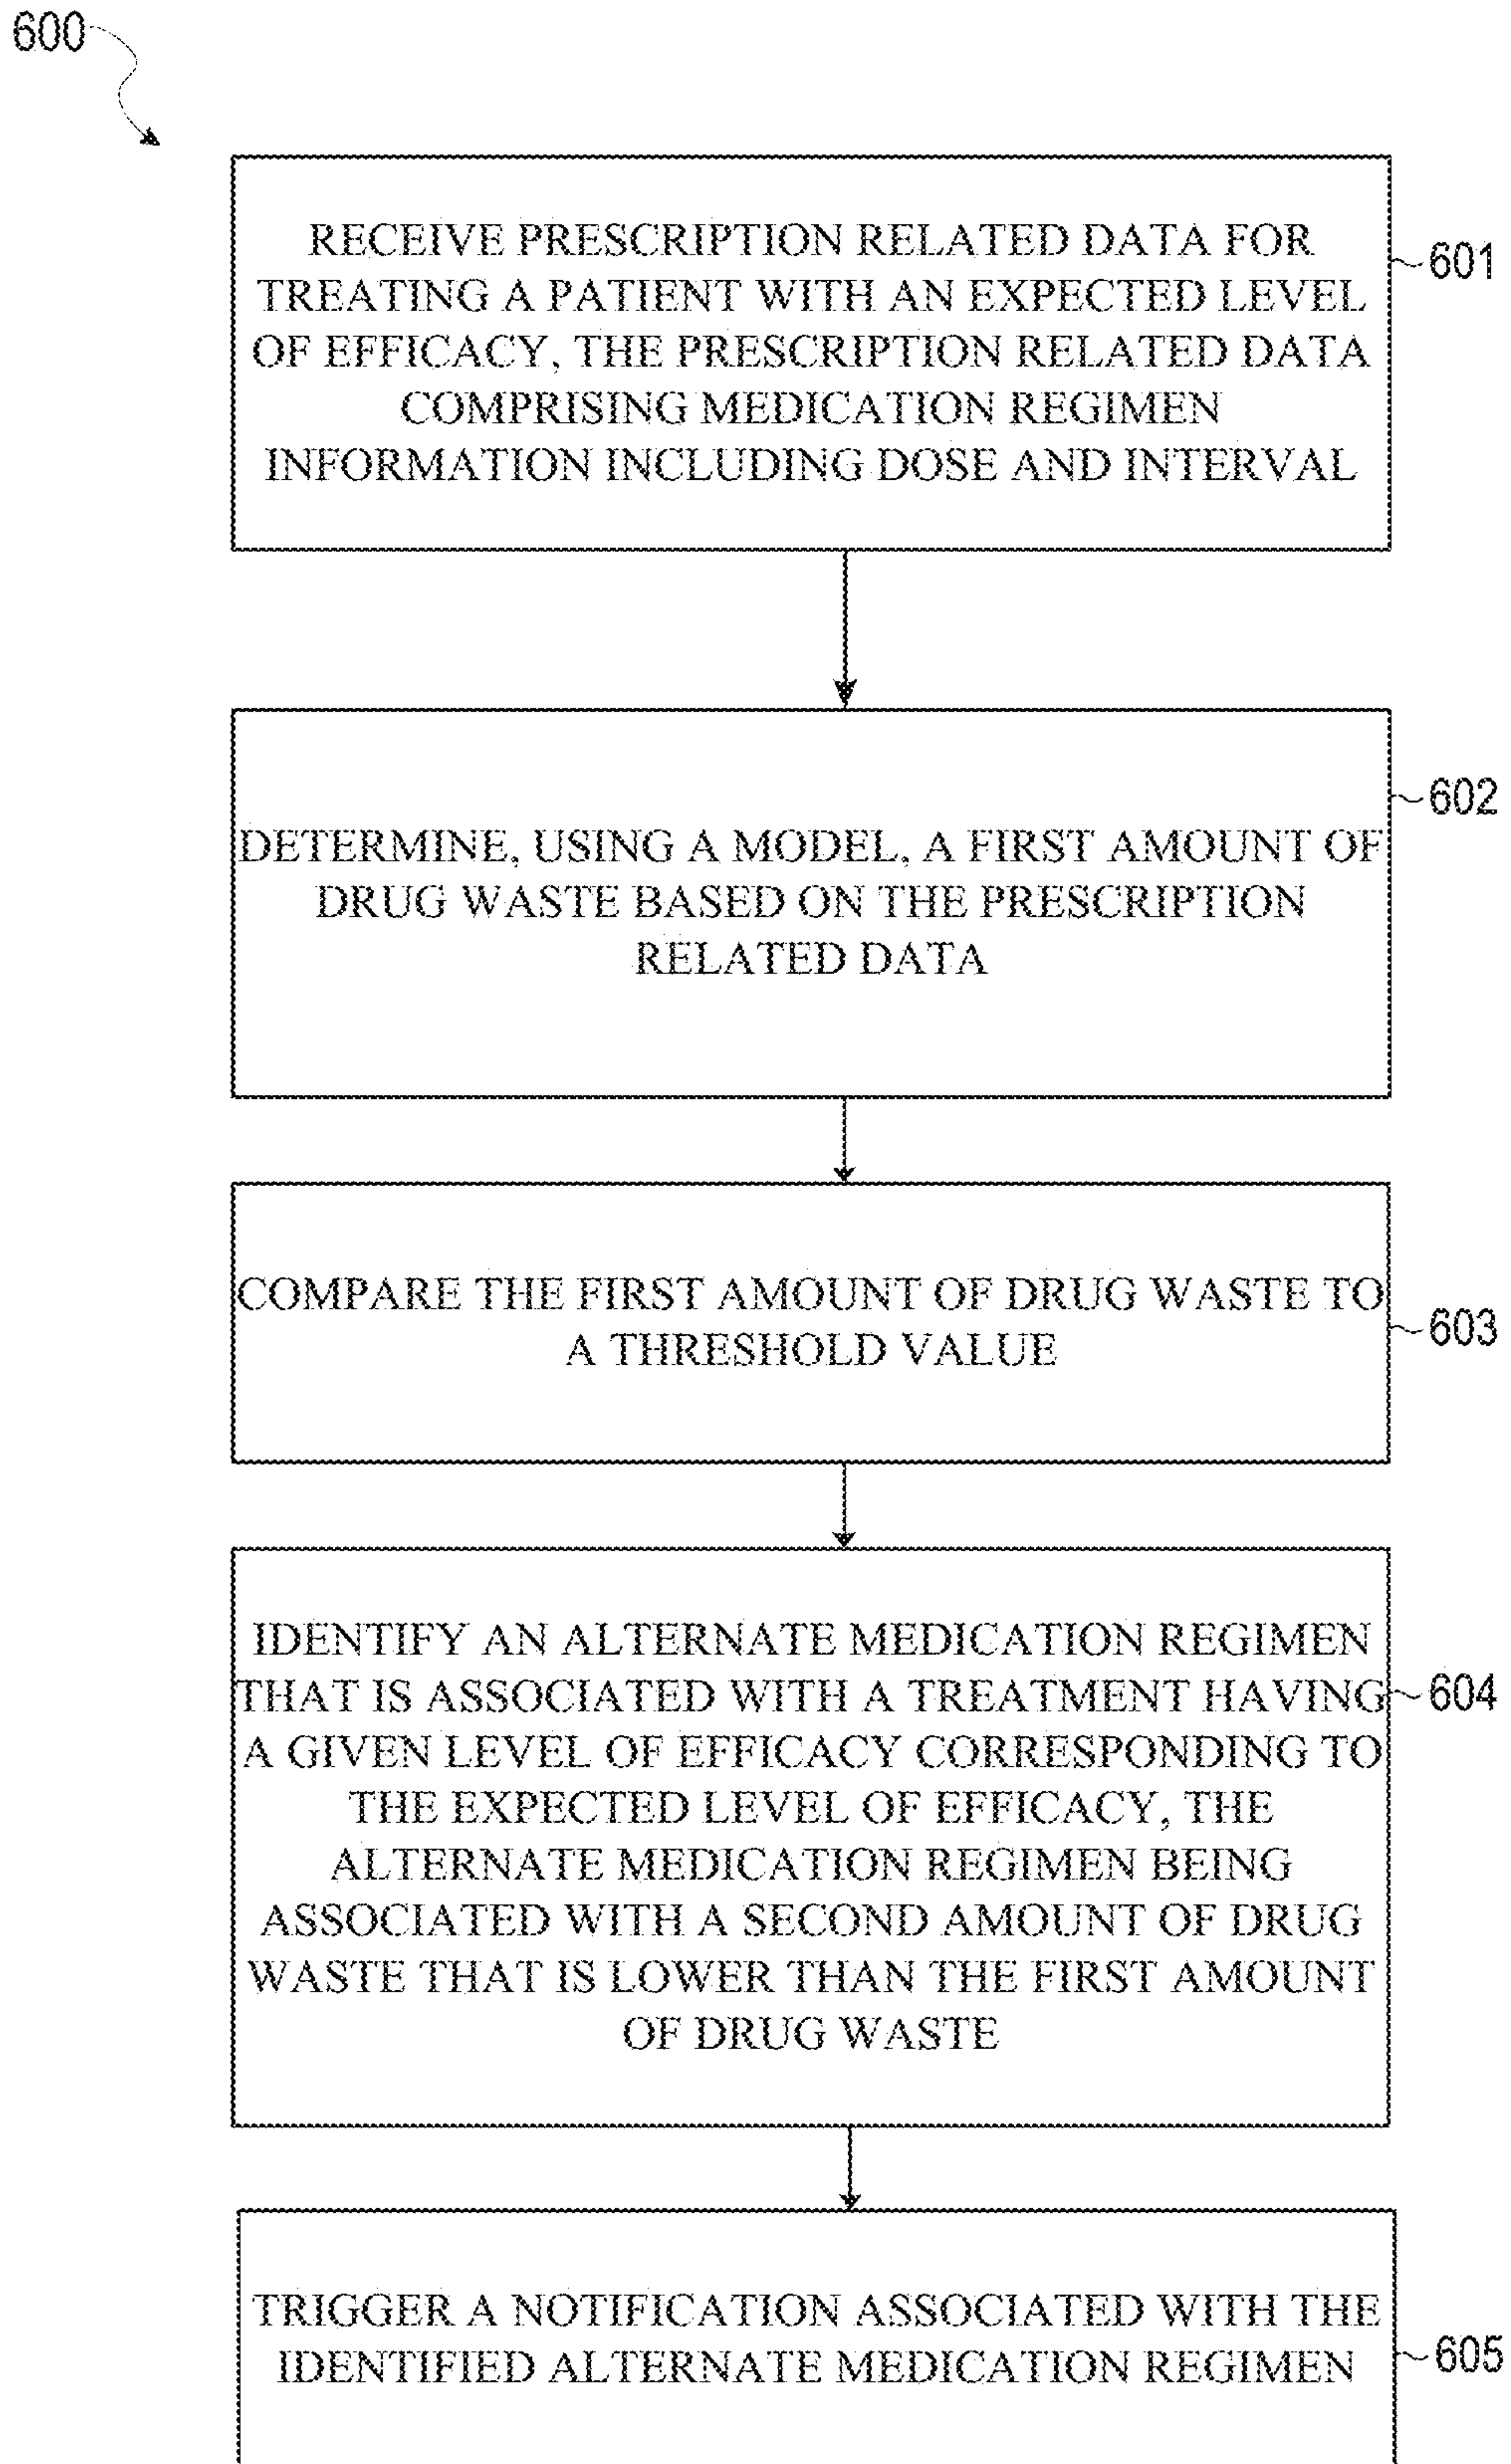 600
RECEIVE PRESCRIPTION RELATED DATA FOR
TREATING A PATIENT WITH AN EXPECTED LEVEL
OF EFFICACY, THE PRESCRIPTION RELATED DATA
COMPRISING MEDICATION REGIMEN
INFORMATION INCLUDING DOSE AND INTERVAL
601
DETERMINE, USING A MODEL, A FIRST AMOUNT OF
DRUG WASTE BASED ON THE PRESCRIPTION
RELATED DATA
602
COMPARE THE FIRST AMOUNT OF DRUG WASTE TO
A THRESHOLD VALUE
603
IDENTIFY AN ALTERNATE MEDICATION REGIMEN
THAT IS ASSOCIATED WITH A TREATMENT HAVING
A GIVEN LEVEL OF EFFICACY CORRESPONDING TO
THE EXPECTED LEVEL OF EFFICACY, THE
ALTERNATE MEDICATION REGIMEN BEING
ASSOCIATED WITH A SECOND AMOUNT OF DRUG
WASTE THAT IS LOWER THAN THE FIRST AMOUNT
OF DRUG WASTE
604
TRIGGER A NOTIFICATION ASSOCIATED WITH THE
IDENTIFIED ALTERNATE MEDICATION REGIMEN
605